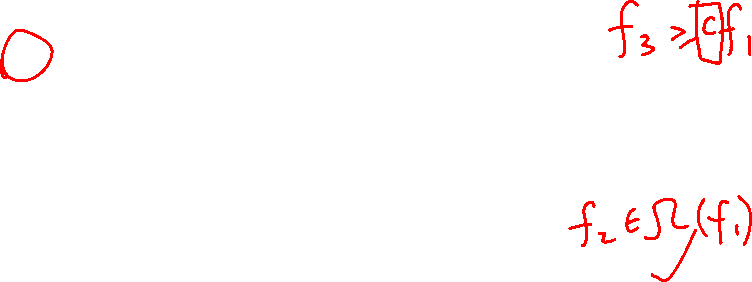 f₃ ≥ c f₁
f₂ ∈ Ω(f₁)